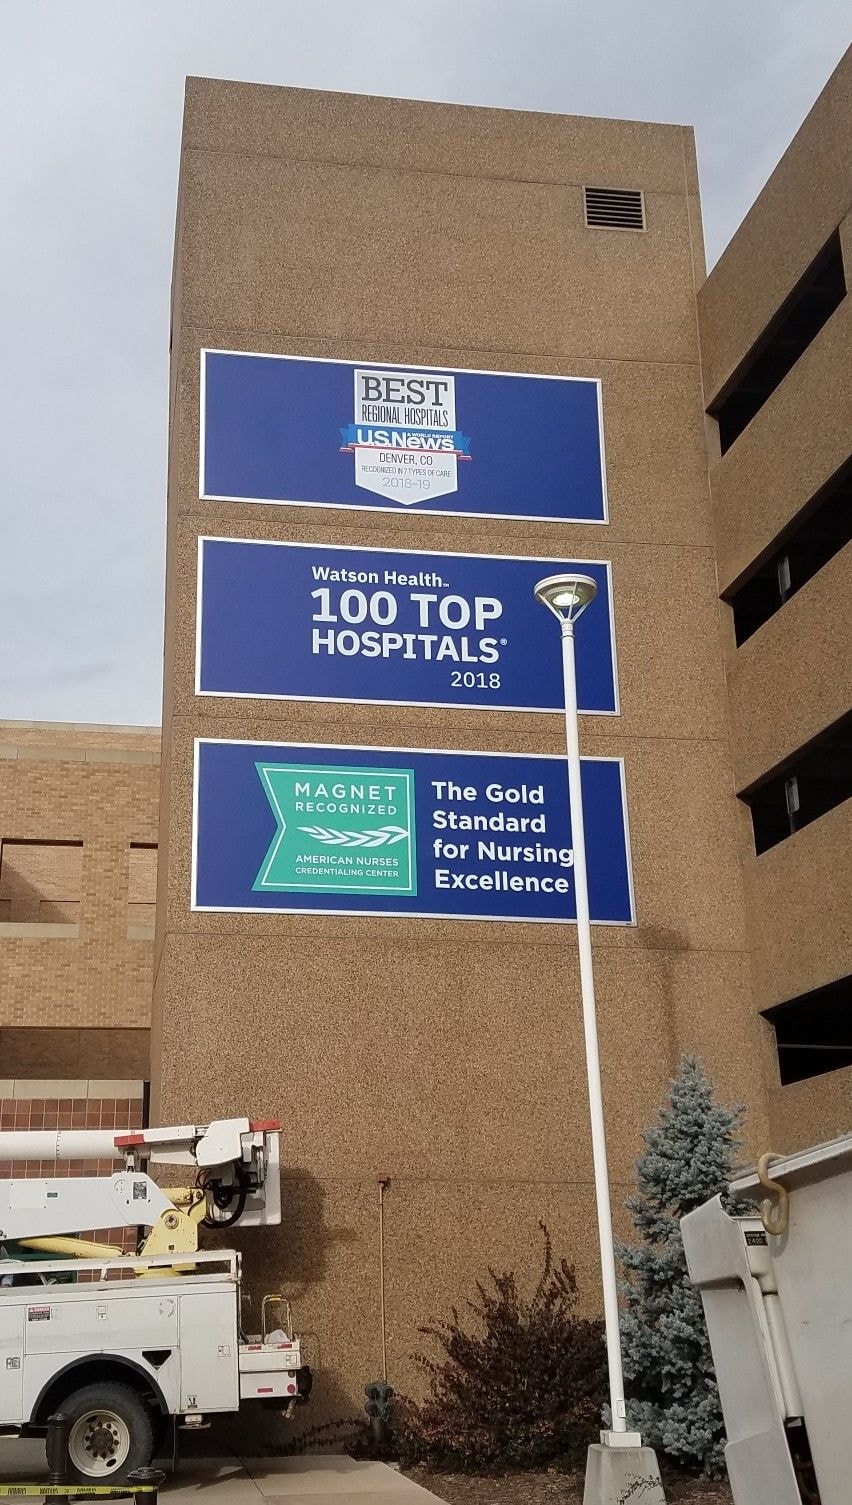 BEST
REGIONAL HOSPITALS
U.S.News
& WORLD REPORT
DENVER, CO
RECOGNIZED IN 7 TYPES OF CARE
2018-19
Watson Health℠
100 TOP
HOSPITALS®
2018
MAGNET
RECOGNIZED
AMERICAN NURSES
CREDENTIALING CENTER
The Gold
Standard
for Nursing
Excellence